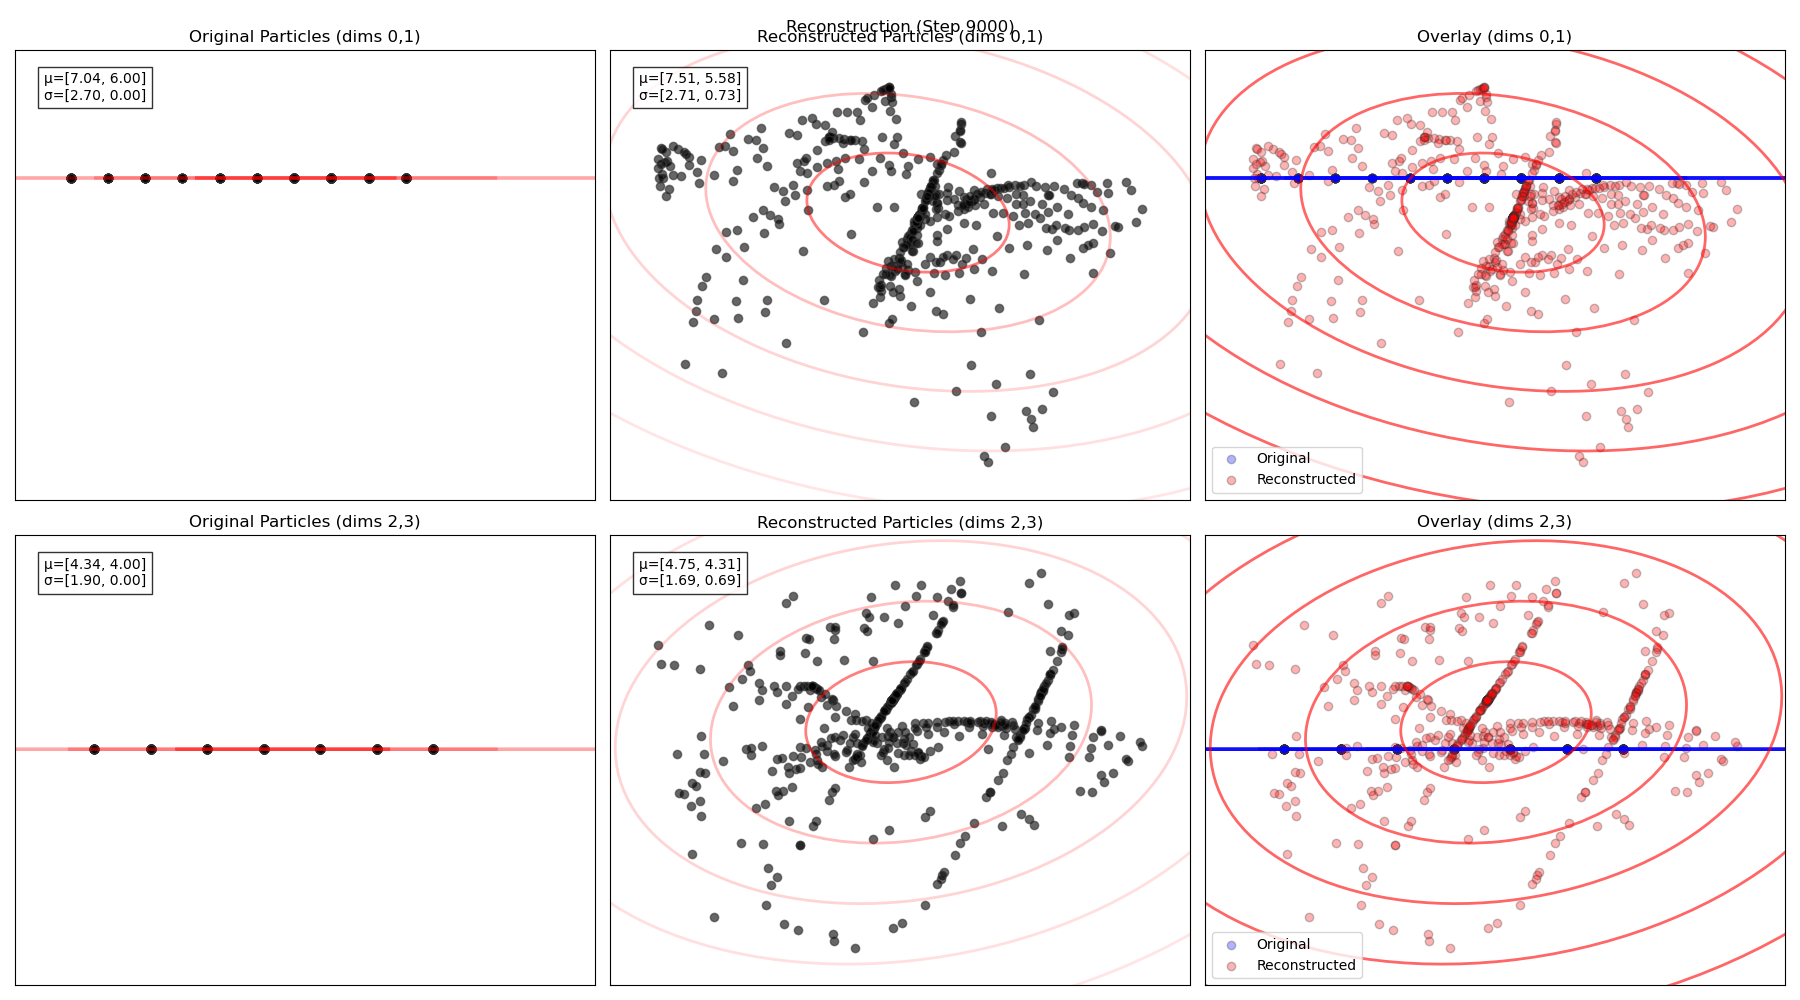 Reconstruction (Step 9000)
Original Particles (dims 0,1)
Reconstructed Particles (dims 0,1)
Overlay (dims 0,1)
μ=[7.04, 6.00]
σ=[2.70, 0.00]
μ=[7.51, 5.58]
σ=[2.71, 0.73]
Original
Reconstructed
Original Particles (dims 2,3)
Reconstructed Particles (dims 2,3)
Overlay (dims 2,3)
μ=[4.34, 4.00]
σ=[1.90, 0.00]
μ=[4.75, 4.31]
σ=[1.69, 0.69]
Original
Reconstructed